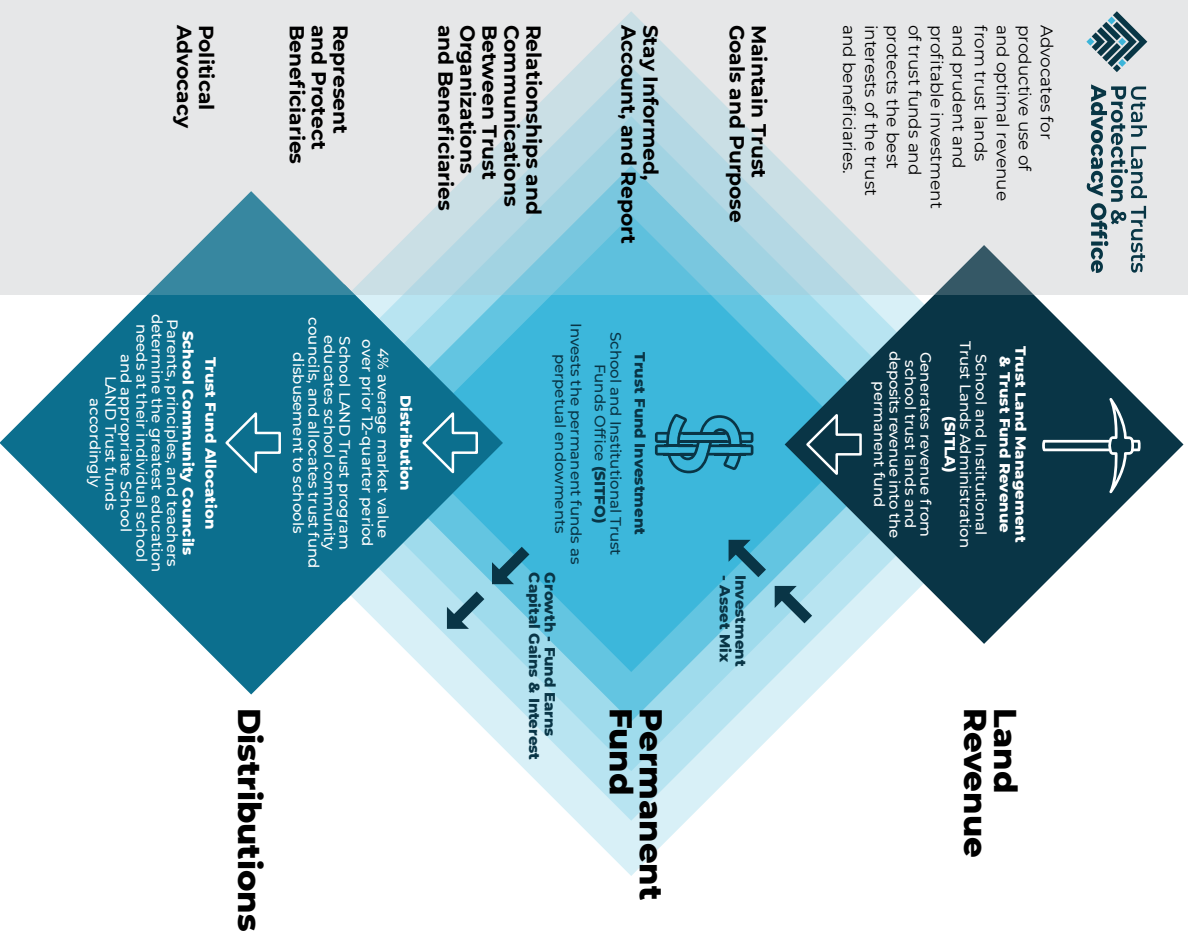 Utah Land Trusts
Protection &
Advocacy Office
Advocates for
productive use of
and optimal revenue
from trust lands
and prudent and
profitable investment
of trust funds and
protects the best
interests of the trust
and beneficiaries.
Maintain Trust
Goals and Purpose
Stay Informed,
Account, and Report
Relationships and
Communications
Between Trust
Organizations
and Beneficiaries
Represent
and Protect
Beneficiaries
Political
Advocacy
Trust Land Management
& Trust Fund Revenue
School and Institutional
Trust Lands Administration
(SITLA)
Generates revenue from
school trust lands and
deposits revenue into the
permanent fund
Land
Revenue
Trust Fund Investment
School and Institutional Trust
Funds Office (SITFO)
Invests the permanent funds as
perpetual endowments
Investment
- Asset Mix
Growth - Fund Earns
Capital Gains & Interest
Permanent
Fund
Distribution
4% average market value
over prior 12-quarter period
School LAND Trust program
educates school community
councils, and allocates trust fund
disbusement to schools
Trust Fund Allocation
School Community Councils
Parents, principles, and teachers
determine the greatest education
needs at their individual school
and appropriate School
LAND Trust funds
accordingly
Distributions